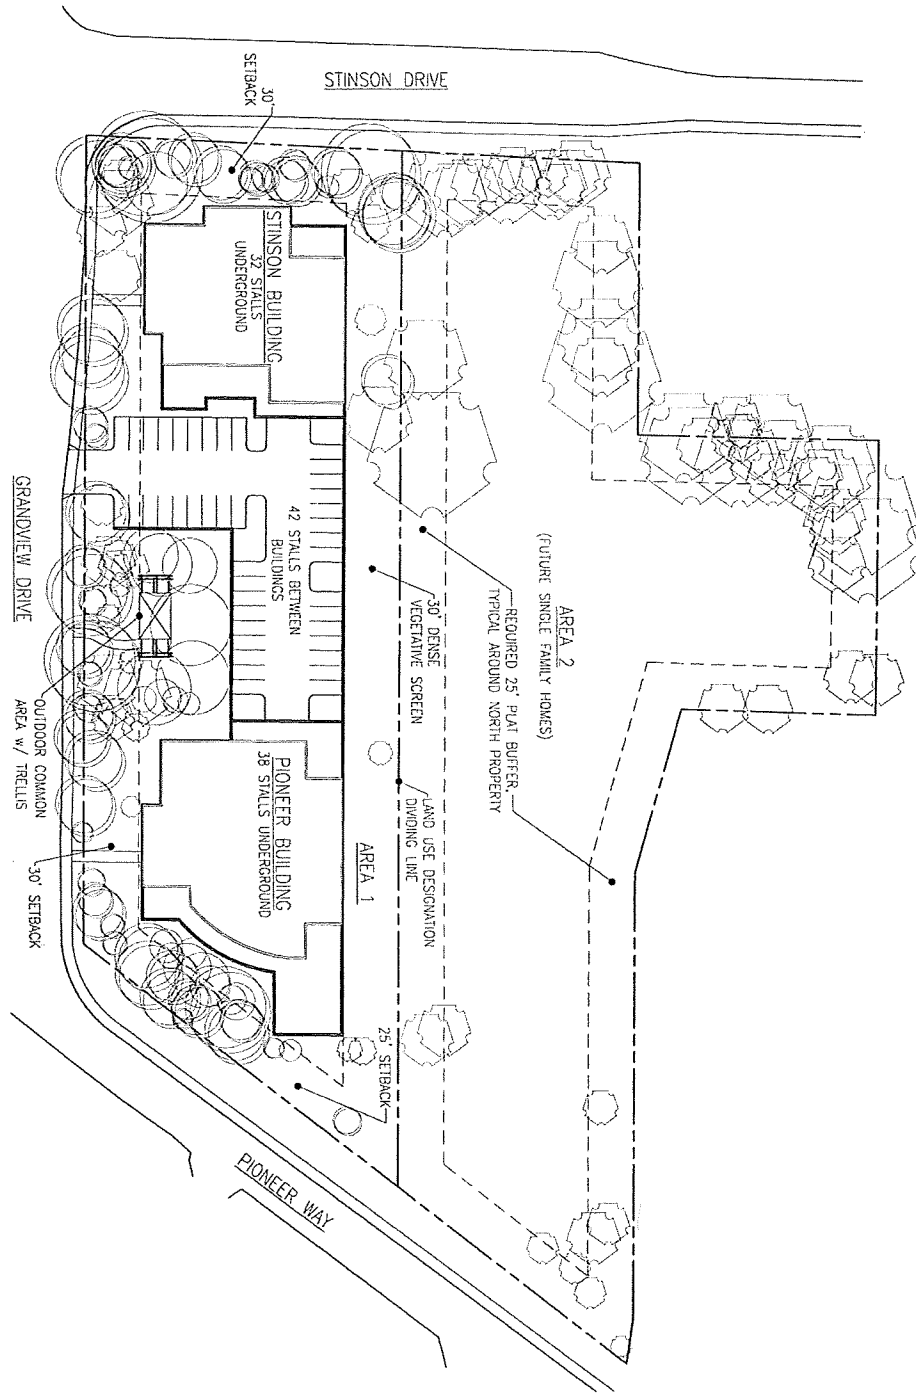 STINSON DRIVE
30'
SETBACK
STINSON BUILDING
32 STALLS
UNDERGROUND
GRANDVIEW DRIVE
42 STALLS BETWEEN
BUILDINGS
AREA 2
(FUTURE SINGLE FAMILY HOMES)
REQUIRED 25' PLAT BUFFER,
TYPICAL AROUND NORTH PROPERTY
30' DENSE
VEGETATIVE SCREEN
LAND USE DESIGNATION
DIVIDING LINE
OUTDOOR COMMON
AREA w/ TRELLIS
PIONEER BUILDING
38 STALLS UNDERGROUND
AREA 1
30' SETBACK
25' SETBACK
PIONEER WAY